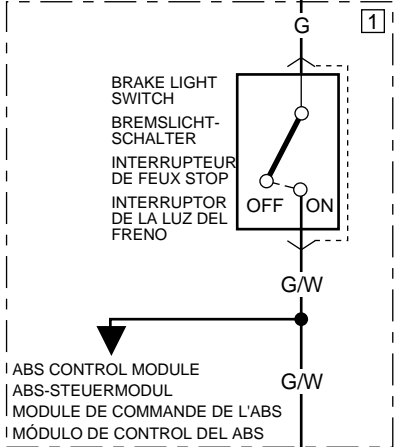 G
1
BRAKE LIGHT
SWITCH
BREMSLICHT-
SCHALTER
INTERRUPTEUR
DE FEUX STOP
INTERRUPTOR
DE LA LUZ DEL
FRENO
OFF ON
G/W
G/W
ABS CONTROL MODULE
ABS-STEUERMODUL
MODULE DE COMMANDE DE L'ABS
MÓDULO DE CONTROL DEL ABS